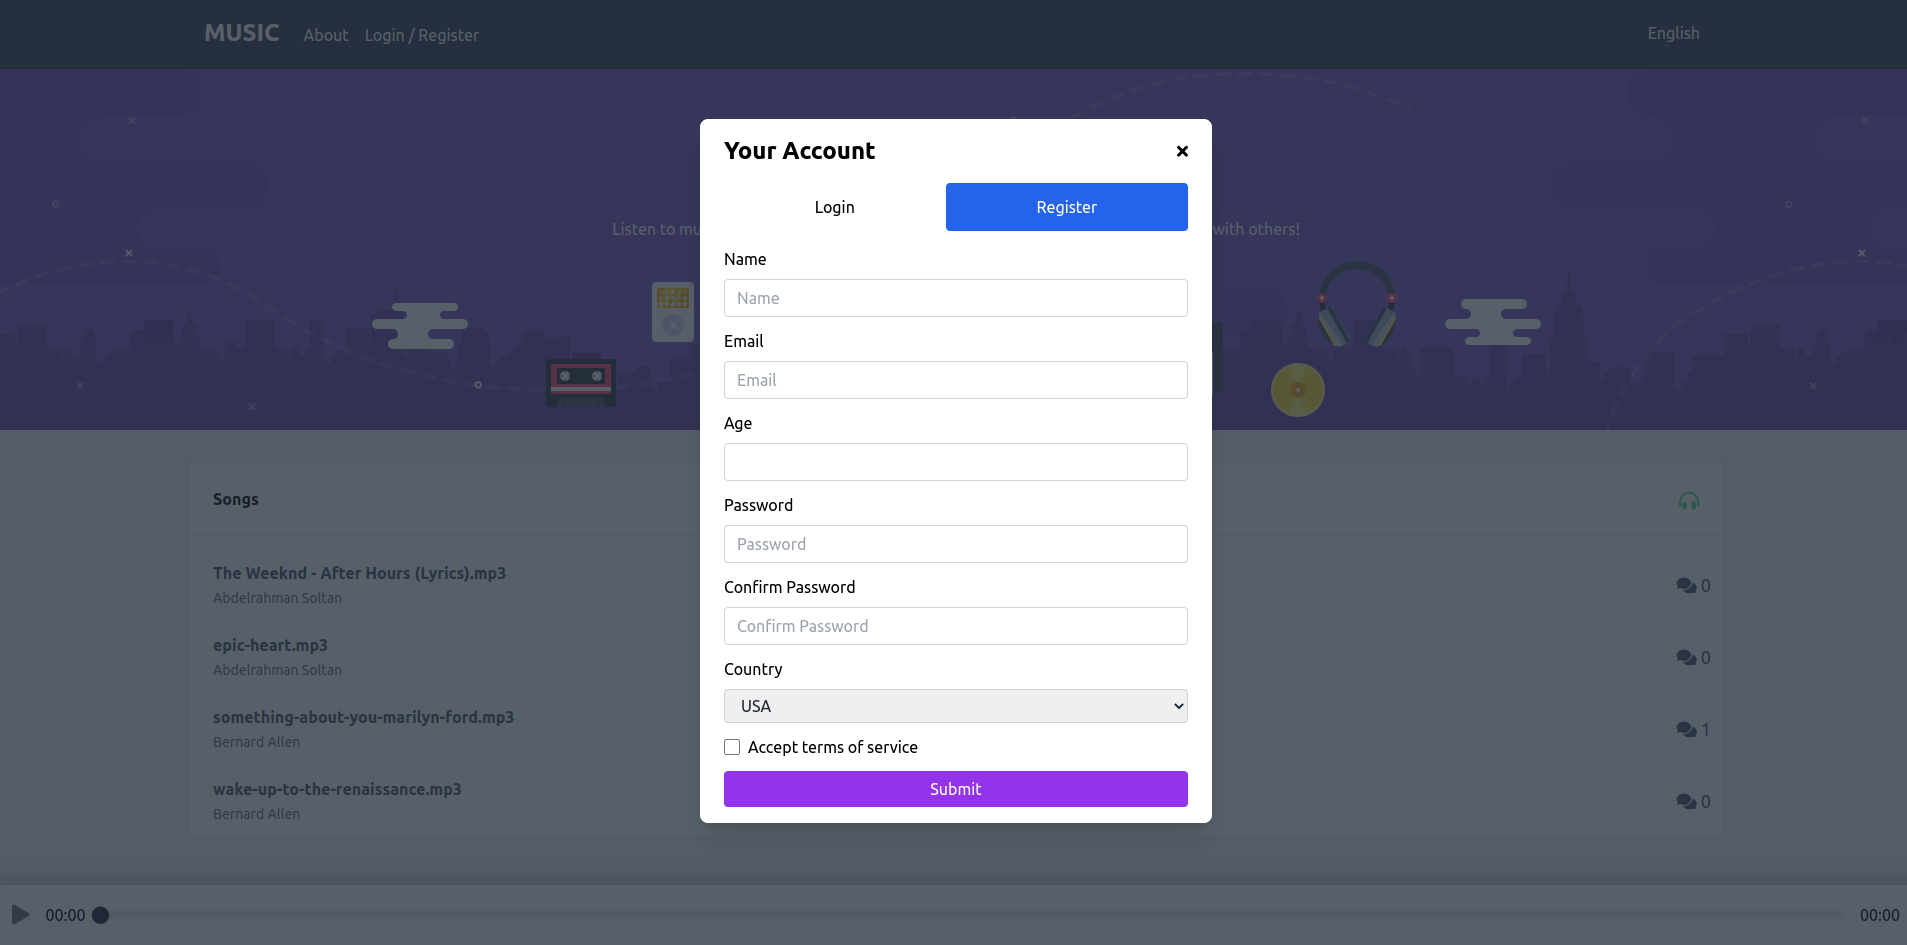 MUSIC About Login / Register English
Your Account
Login Register
Listen to mu with others!
Name
Name
Email
Email
Age
Songs
Password
Password
The Weeknd - After Hours (Lyrics).mp3
Abdelrahman Soltan
0
Confirm Password
Confirm Password
epic-heart.mp3
Abdelrahman Soltan
0
Country
USA
something-about-you-marilyn-ford.mp3
Bernard Allen
1
Accept terms of service
Submit
wake-up-to-the-renaissance.mp3
Bernard Allen
0
00:00 00:00